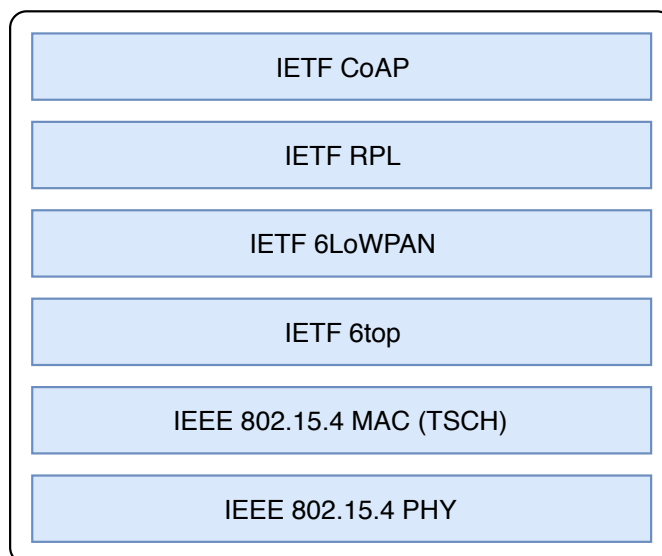 IETF CoAP
IETF RPL
IETF 6LoWPAN
IETF 6top
IEEE 802.15.4 MAC (TSCH)
IEEE 802.15.4 PHY